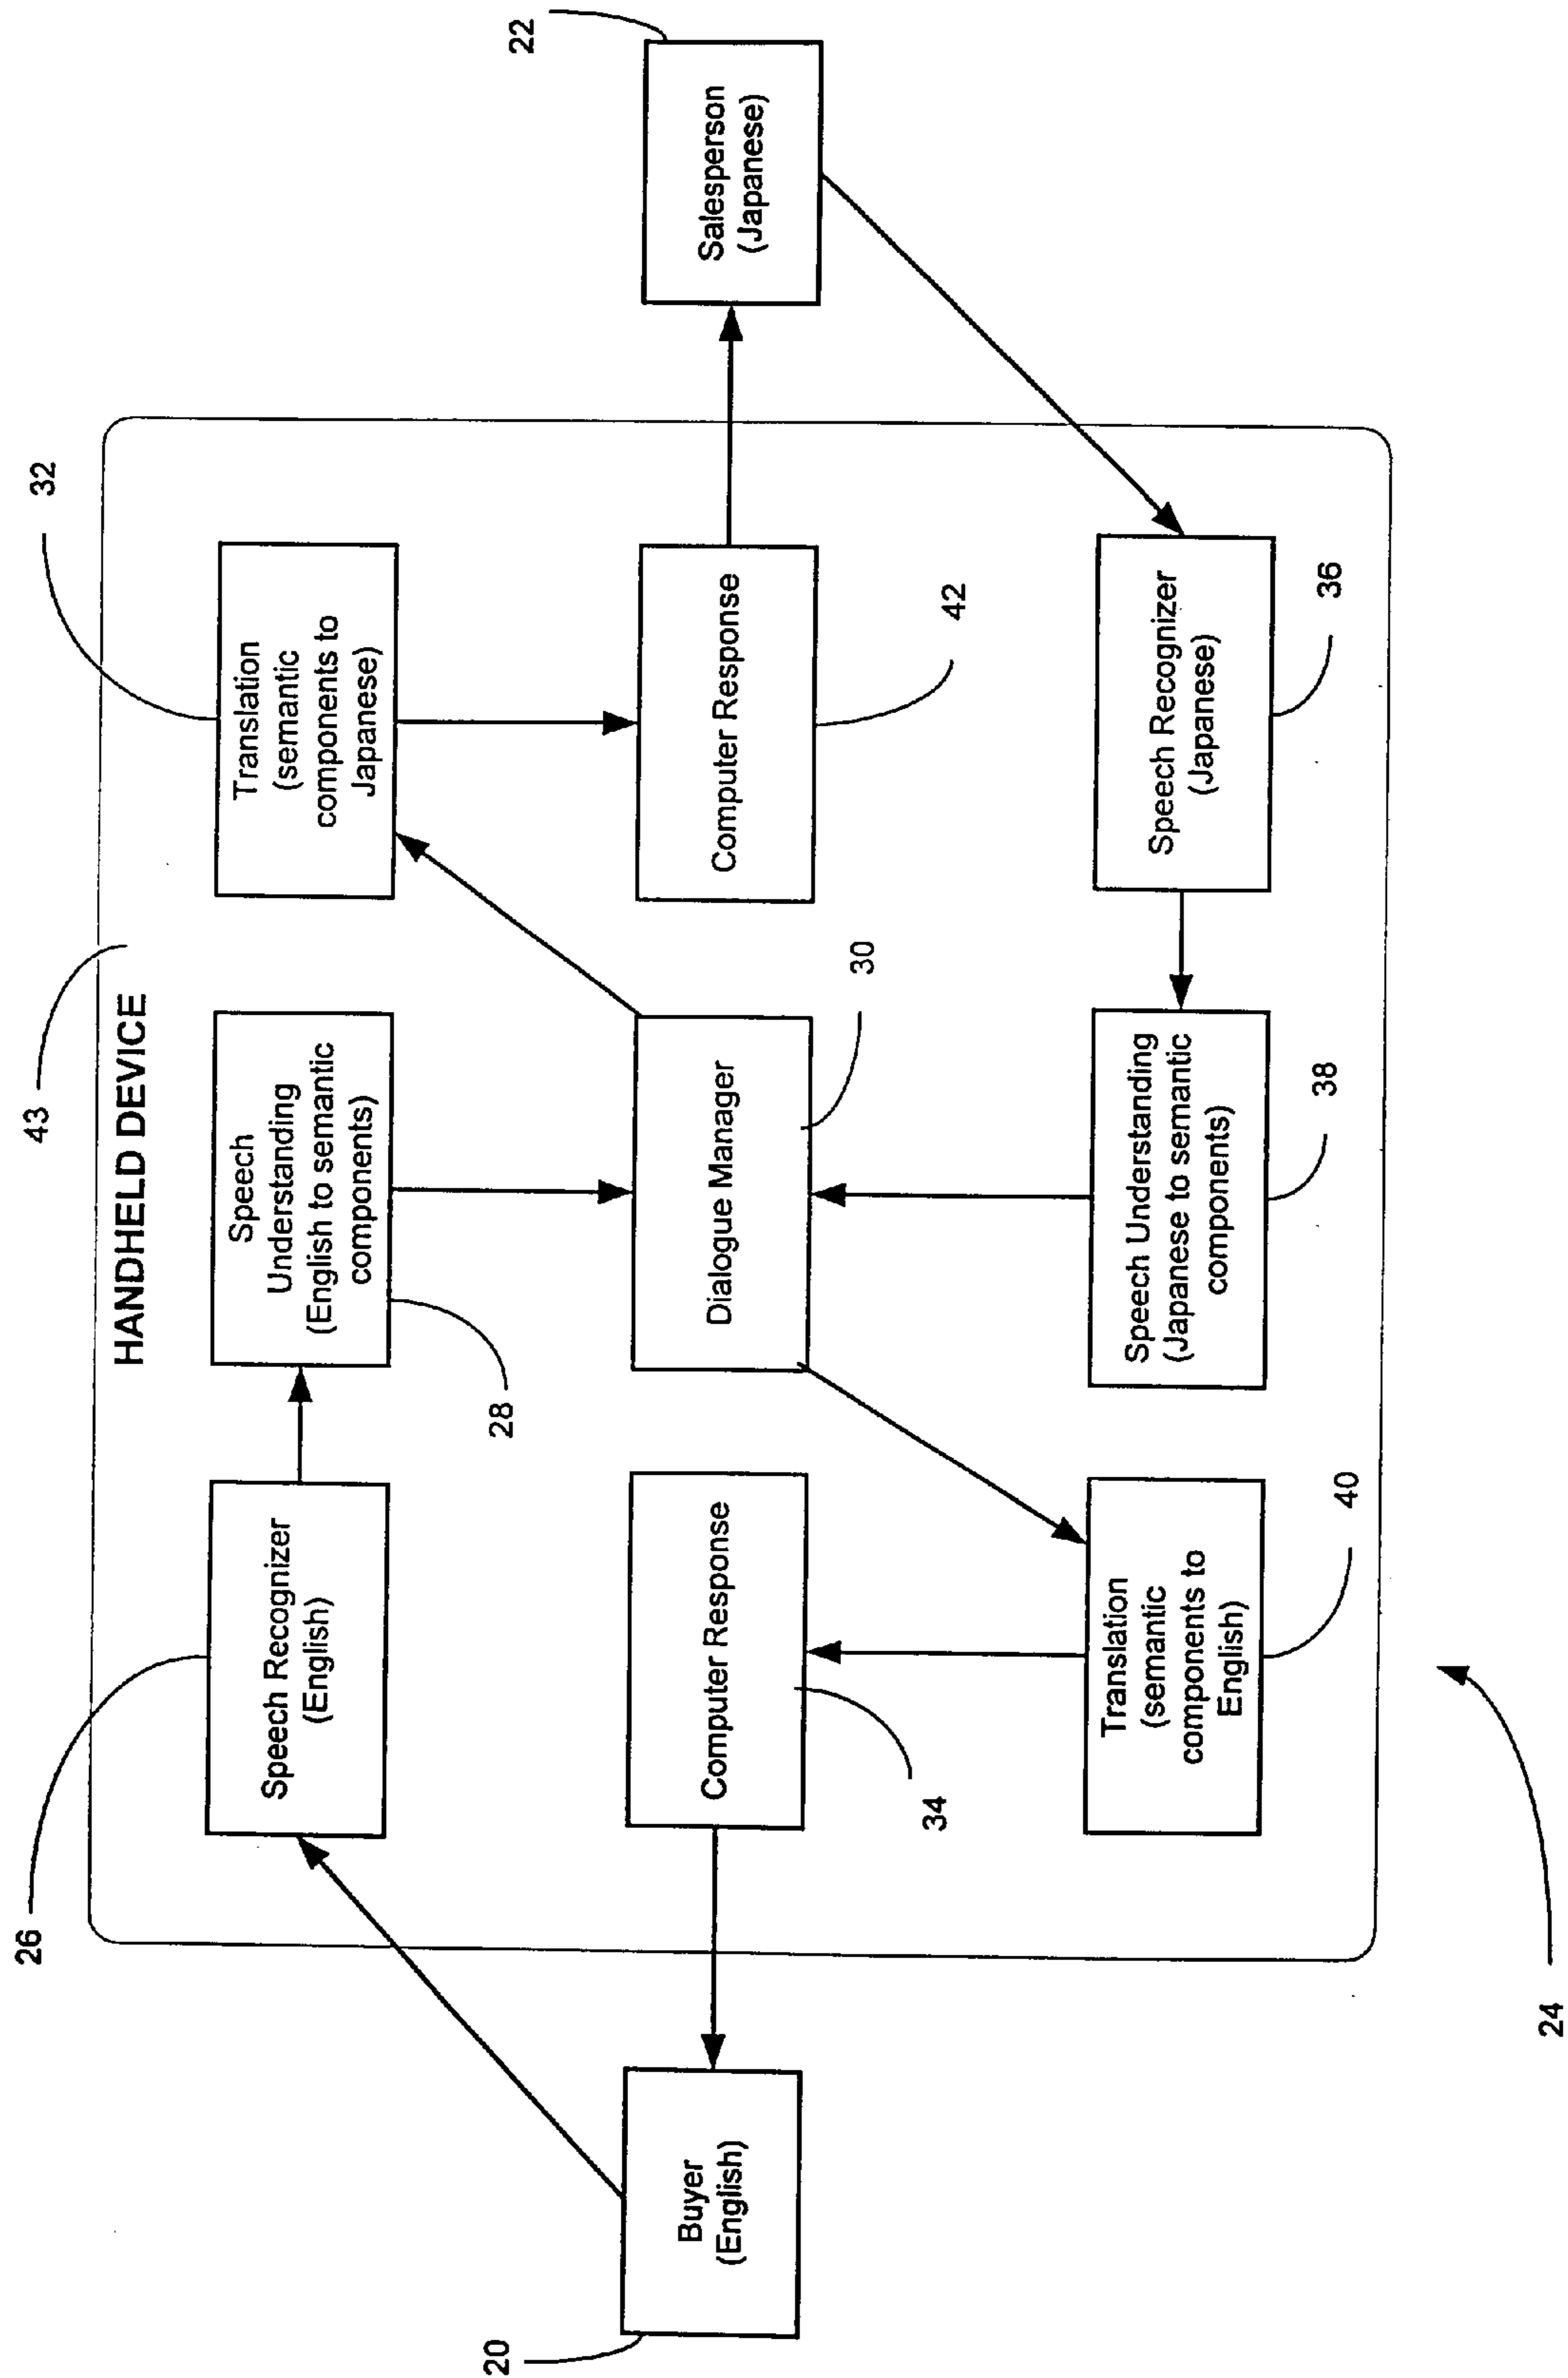 HANDHELD DEVICE
43
26
Speech Recognizer
(English)
Speech
Understanding
(English to semantic
components)
28
Translation
(semantic
components to
Japanese)
32
20
Buyer
(English)
Computer Response
34
Dialogue Manager
30
Computer Response
42
Salesperson
(Japanese)
22
Translation
(semantic
components to
English)
40
Speech Understanding
(Japanese to semantic
components)
38
Speech Recognizer
(Japanese)
36
24